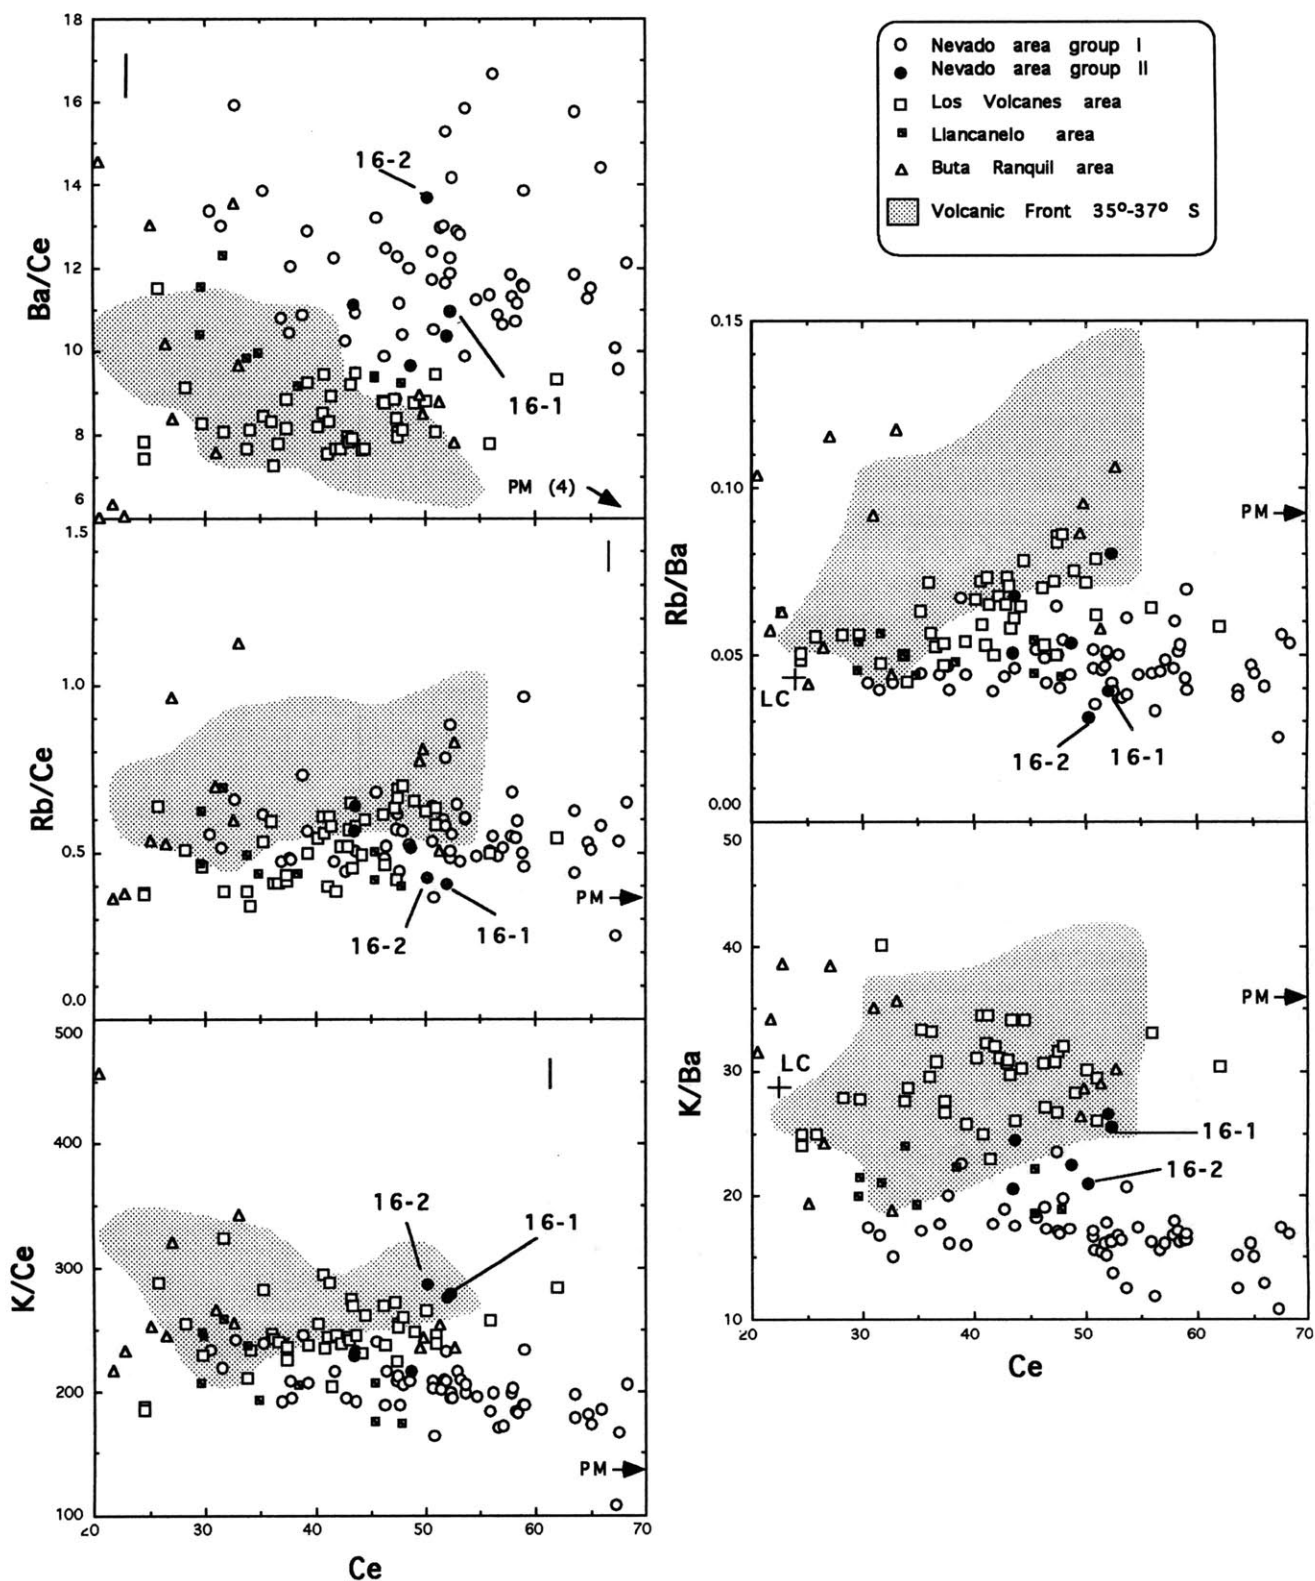 18
16
14
12
10
8
6
Ba/Ce
16-2
16-1
PM (4)
1.5
1.0
0.5
0.0
Rb/Ce
PM
16-2
16-1
500
400
300
200
100
K/Ce
16-2
16-1
PM
20 30 40 50 60 70
Ce
Nevado area group I
Nevado area group II
Los Volcanes area
Llancanelo area
Buta Ranquil area
Volcanic Front 35º-37º S
0.15
0.10
0.05
0.00
Rb/Ba
PM
LC
16-2
16-1
50
40
30
20
10
K/Ba
PM
LC
16-1
16-2
20 30 40 50 60 70
Ce